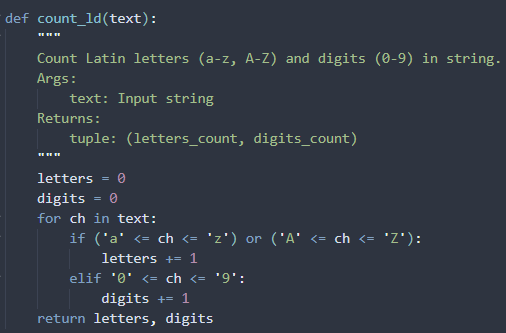 def count_ld(text):
    """
    Count Latin letters (a-z, A-Z) and digits (0-9) in string.
    Args:
        text: Input string
    Returns:
        tuple: (letters_count, digits_count)
    """
    letters = 0
    digits = 0
    for ch in text:
        if ('a' <= ch <= 'z') or ('A' <= ch <= 'Z'):
            letters += 1
        elif '0' <= ch <= '9':
            digits += 1
    return letters, digits